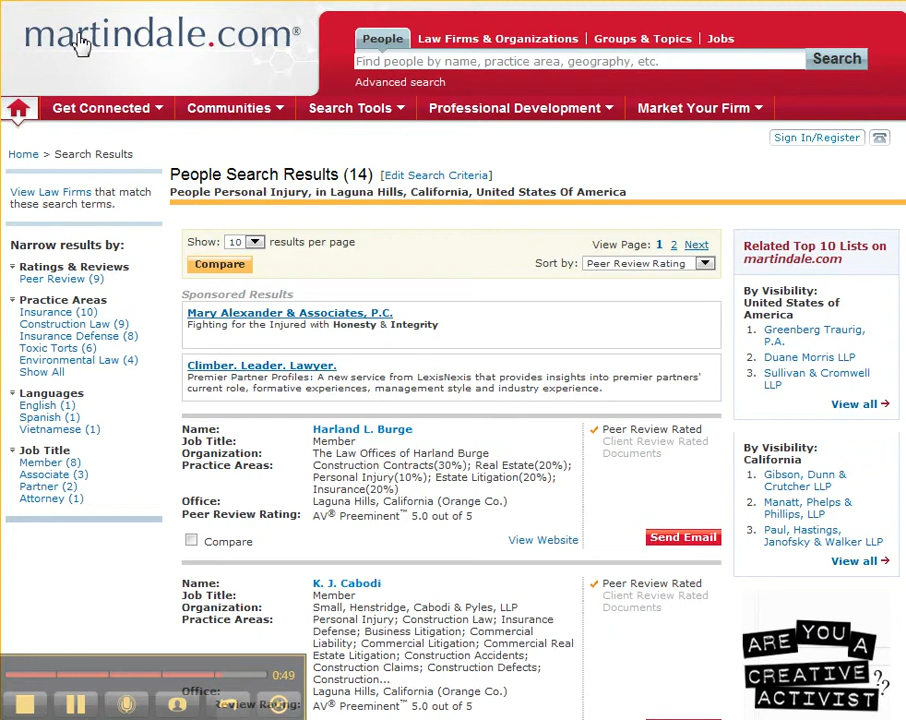 martindale.com®
People
Law Firms & Organizations
Groups & Topics
Jobs
Find people by name, practice area, geography, etc.
Search
Advanced search
Get Connected
Communities
Search Tools
Professional Development
Market Your Firm
Sign In/Register
Home > Search Results
View Law Firms that match
these search terms.
Narrow results by:
Ratings & Reviews
Peer Review (9)
Practice Areas
Insurance (10)
Construction Law (9)
Insurance Defense (8)
Toxic Torts (6)
Environmental Law (4)
Show All
Languages
English (1)
Spanish (1)
Vietnamese (1)
Job Title
Member (8)
Associate (3)
Partner (2)
Attorney (1)
People Search Results (14) [Edit Search Criteria]
People Personal Injury, in Laguna Hills, California, United States Of America
Show: 10 results per page
View Page: 1 2 Next
Compare
Sort by: Peer Review Rating
Sponsored Results
Mary Alexander & Associates, P.C.
Fighting for the Injured with Honesty & Integrity
Climber. Leader. Lawyer.
Premier Partner Profiles: A new service from LexisNexis that provides insights into premier partners'
current role, formative experiences, management style and industry experience.
Name: Harland L. Burge
Job Title: Member
Organization: The Law Offices of Harland Burge
Practice Areas: Construction Contracts(30%); Real Estate(20%);
Personal Injury(10%); Estate Litigation(20%);
Insurance(20%)
Office: Laguna Hills, California (Orange Co.)
Peer Review Rating: AV® Preeminent™ 5.0 out of 5
Peer Review Rated
Client Review Rated
Documents
Compare
View Website
Send Email
Name: K. J. Cabodi
Job Title: Member
Organization: Small, Henstridge, Cabodi & Pyles, LLP
Practice Areas: Personal Injury; Construction Law; Insurance
Defense; Business Litigation; Commercial
Liability; Commercial Litigation; Commercial Real
Estate Litigation; Construction Accidents;
Construction Claims; Construction Defects;
Construction...
Office: Laguna Hills, California (Orange Co.)
Review Rating: AV® Preeminent™ 5.0 out of 5
Peer Review Rated
Client Review Rated
Documents
Related Top 10 Lists on
martindale.com
By Visibility:
United States of
America
1. Greenberg Traurig,
P.A.
2. Duane Morris LLP
3. Sullivan & Cromwell
LLP
View all
By Visibility:
California
1. Gibson, Dunn &
Crutcher LLP
2. Manatt, Phelps &
Phillips, LLP
3. Paul, Hastings,
Janofsky & Walker LLP
View all
ARE YOU A
CREATIVE
ACTIVIST
??
0:49